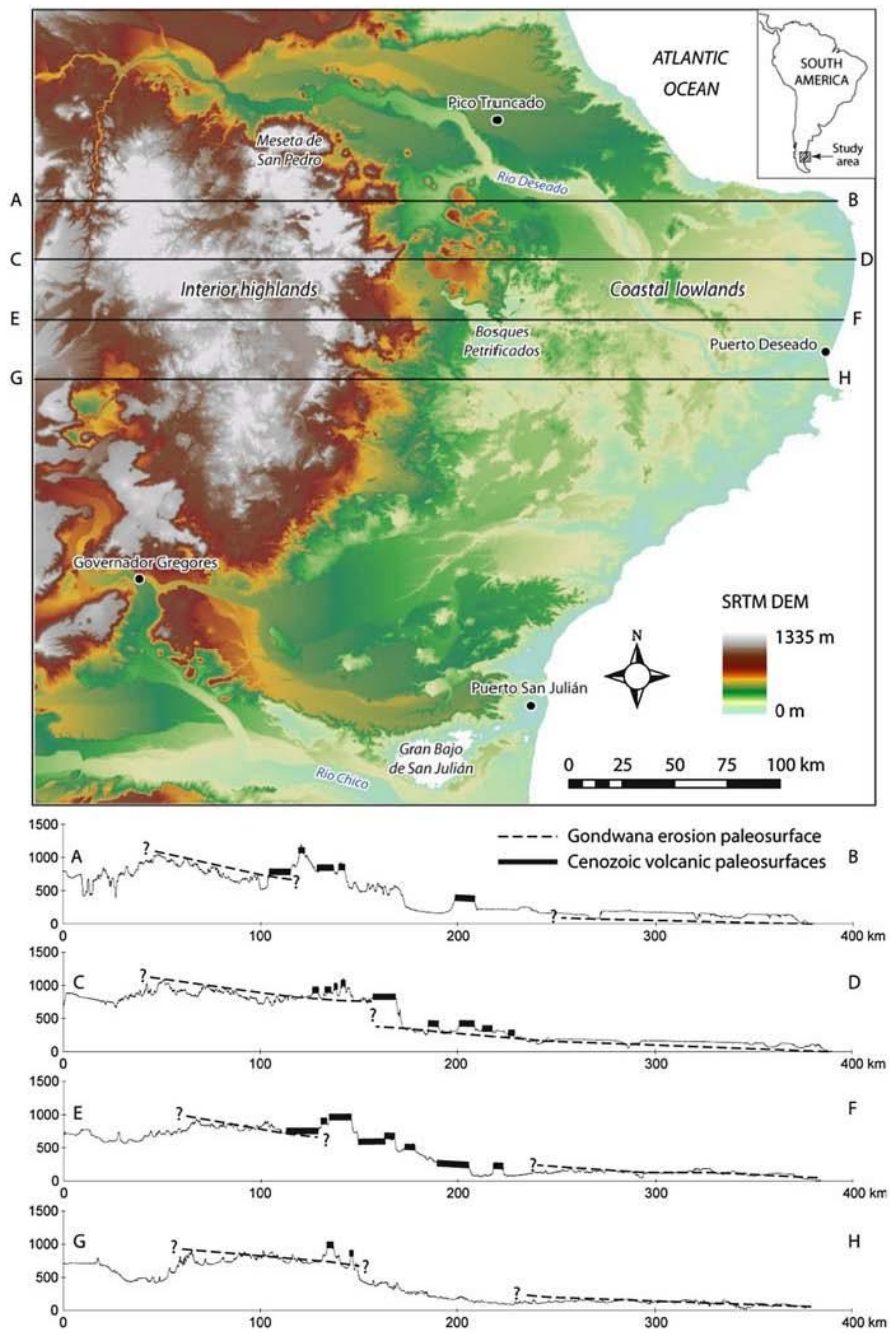 ATLANTIC
OCEAN
SOUTH
AMERICA
Study
area
Pico Truncado
Meseta de
San Pedro
Rio Deseado
A
B
C
D
Interior highlands
Coastal lowlands
E
F
Bosques
Petrificados
Puerto Deseado
G
H
Governador Gregores
SRTM DEM
1335 m
0 m
N
Puerto San Julián
Gran Bajo
de San Julián
Río Chico
0 25 50 75 100 km
1500
1000
500
0
A
B
? ? ?
Gondwana erosion paleosurface
Cenozoic volcanic paleosurfaces
0 100 200 300 400 km
1500
1000
500
0
C
D
? ?
0 100 200 300 400 km
1500
1000
500
0
E
F
? ? ?
0 100 200 300 400 km
1500
1000
500
0
G
H
? ? ?
0 100 200 300 400 km